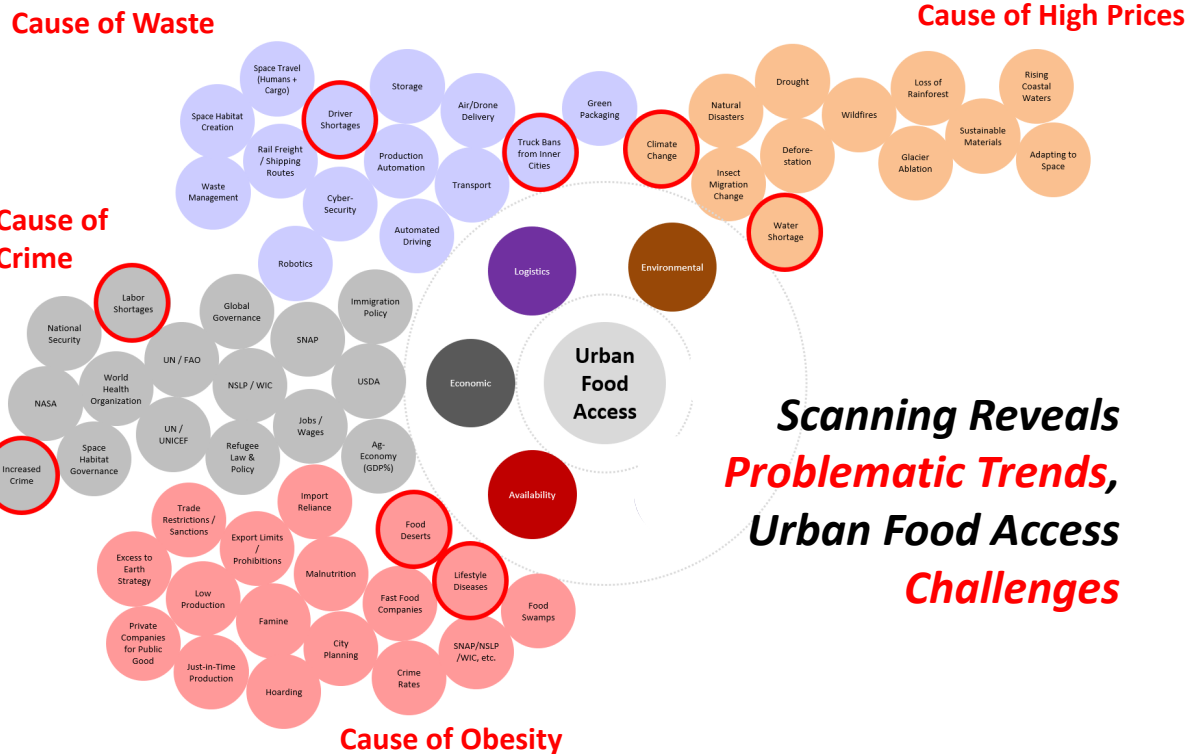 Cause of Waste
Cause of High Prices
Space Travel
(Humans +
Cargo)
Storage
Driver
Shortages
Space Habitat
Creation
Air/Drone
Delivery
Green
Packaging
Truck Bans
from Inner
Cities
Rail Freight
/ Shipping
Routes
Production
Automation
Waste
Management
Transport
Cyber-
Security
Automated
Driving
Robotics
Climate
Change
Natural
Disasters
Drought
Wildfires
Loss of
Rainforest
Rising
Coastal
Waters
Defore-
station
Sustainable
Materials
Glacier
Ablation
Adapting to
Space
Insect
Migration
Change
Water
Shortage
Cause of
Crime
Labor
Shortages
Global
Governance
Immigration
Policy
National
Security
UN / FAO
SNAP
World
Health
Organization
NSLP / WIC
USDA
NASA
UN /
UNICEF
Jobs /
Wages
Space
Habitat
Governance
Refugee
Law &
Policy
Ag-
Economy
(GDP%)
Increased
Crime
Logistics
Environmental
Economic
Urban
Food
Access
Availability
Scanning Reveals
Problematic Trends,
Urban Food Access
Challenges
Import
Reliance
Trade
Restrictions /
Sanctions
Export Limits
/
Prohibitions
Food
Deserts
Excess to
Earth
Strategy
Malnutrition
Lifestyle
Diseases
Low
Production
Fast Food
Companies
Food
Swamps
Famine
Private
Companies
for Public
Good
City
Planning
SNAP/NSLP
/WIC, etc.
Just-in-Time
Production
Crime
Rates
Hoarding
Cause of Obesity